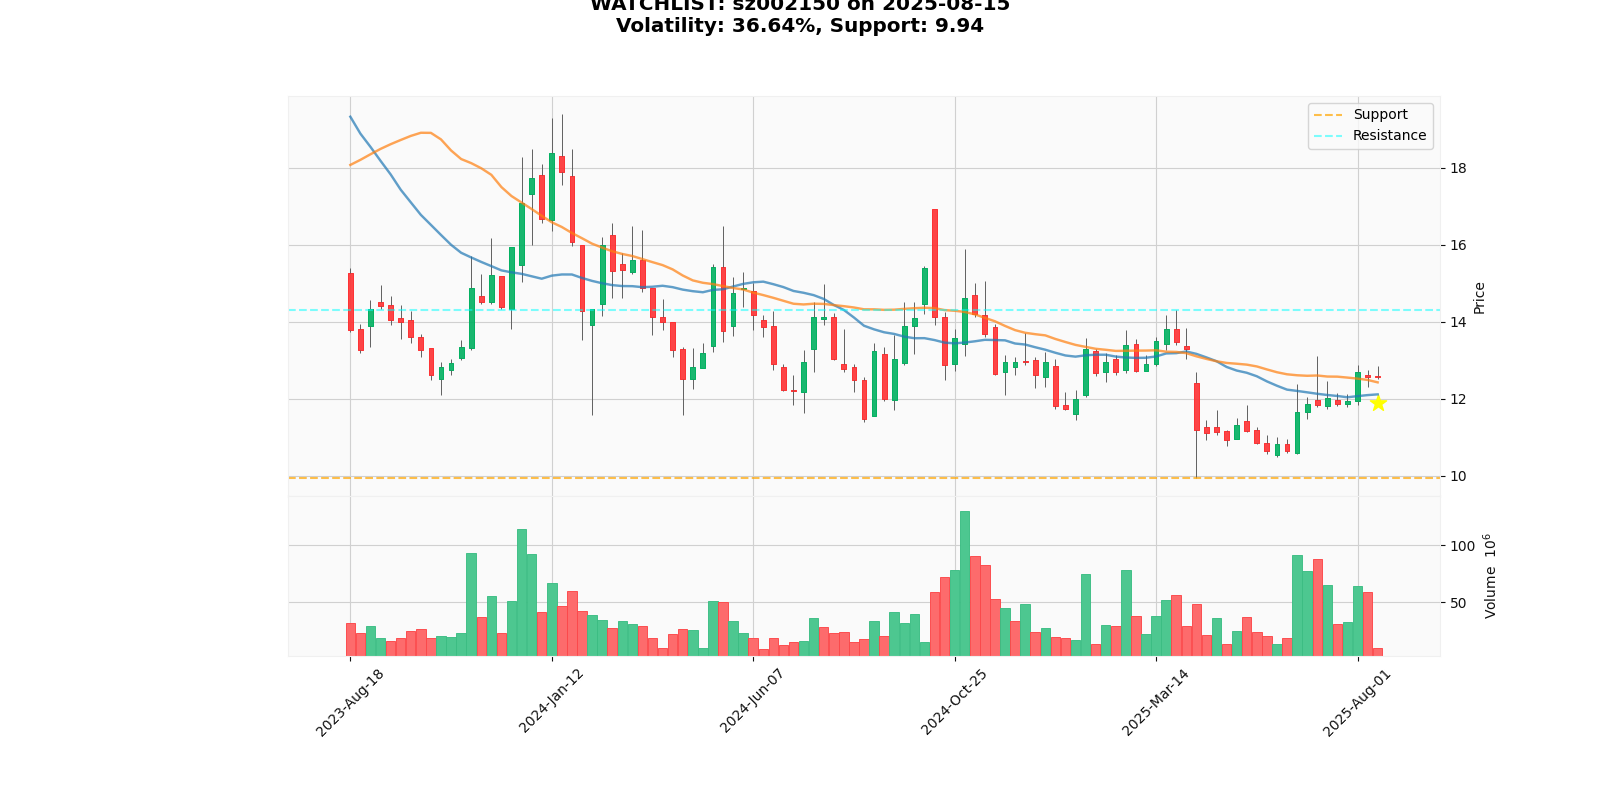 WATCHLIST: sz002150 on 2025-08-15
Volatility: 36.64%, Support: 9.94
Support
Resistance
18
16
14
12
10
Price
100
50
Volume 10^6
2023-Aug-18
2024-Jan-12
2024-Jun-07
2024-Oct-25
2025-Mar-14
2025-Aug-01